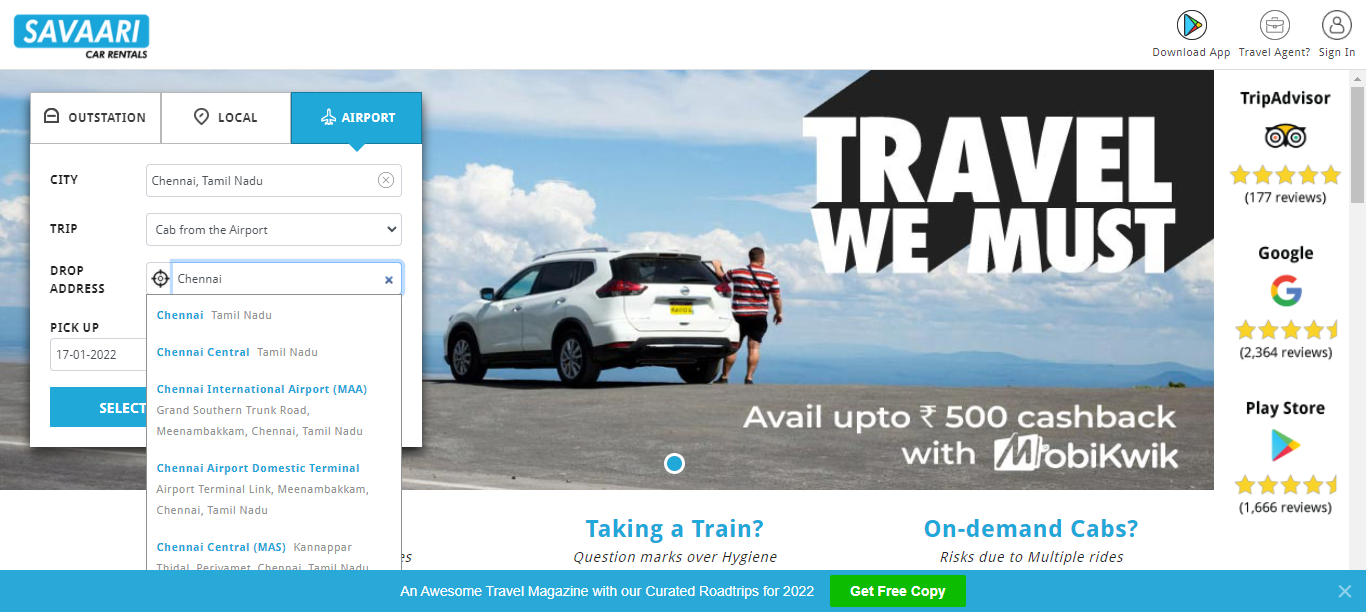 SAVAARI
CAR RENTALS
Download App
Travel Agent?
Sign In
OUTSTATION
LOCAL
AIRPORT
CITY
Chennai, Tamil Nadu
TRIP
Cab from the Airport
DROP
ADDRESS
Chennai
Chennai Tamil Nadu
Chennai Central Tamil Nadu
Chennai International Airport (MAA)
Grand Southern Trunk Road,
Meenambakkam, Chennai, Tamil Nadu
Chennai Airport Domestic Terminal
Airport Terminal Link, Meenambakkam,
Chennai, Tamil Nadu
Chennai Central (MAS) Kannappar
Thidal, Periyamet, Chennai, Tamil Nadu
PICK UP
17-01-2022
SELECT
TRAVEL
WE MUST
Avail upto ₹ 500 cashback
with MobiKwik
TripAdvisor
(177 reviews)
Google
(2,364 reviews)
Play Store
(1,666 reviews)
Taking a Train?
Question marks over Hygiene
On-demand Cabs?
Risks due to Multiple rides
An Awesome Travel Magazine with our Curated Roadtrips for 2022
Get Free Copy